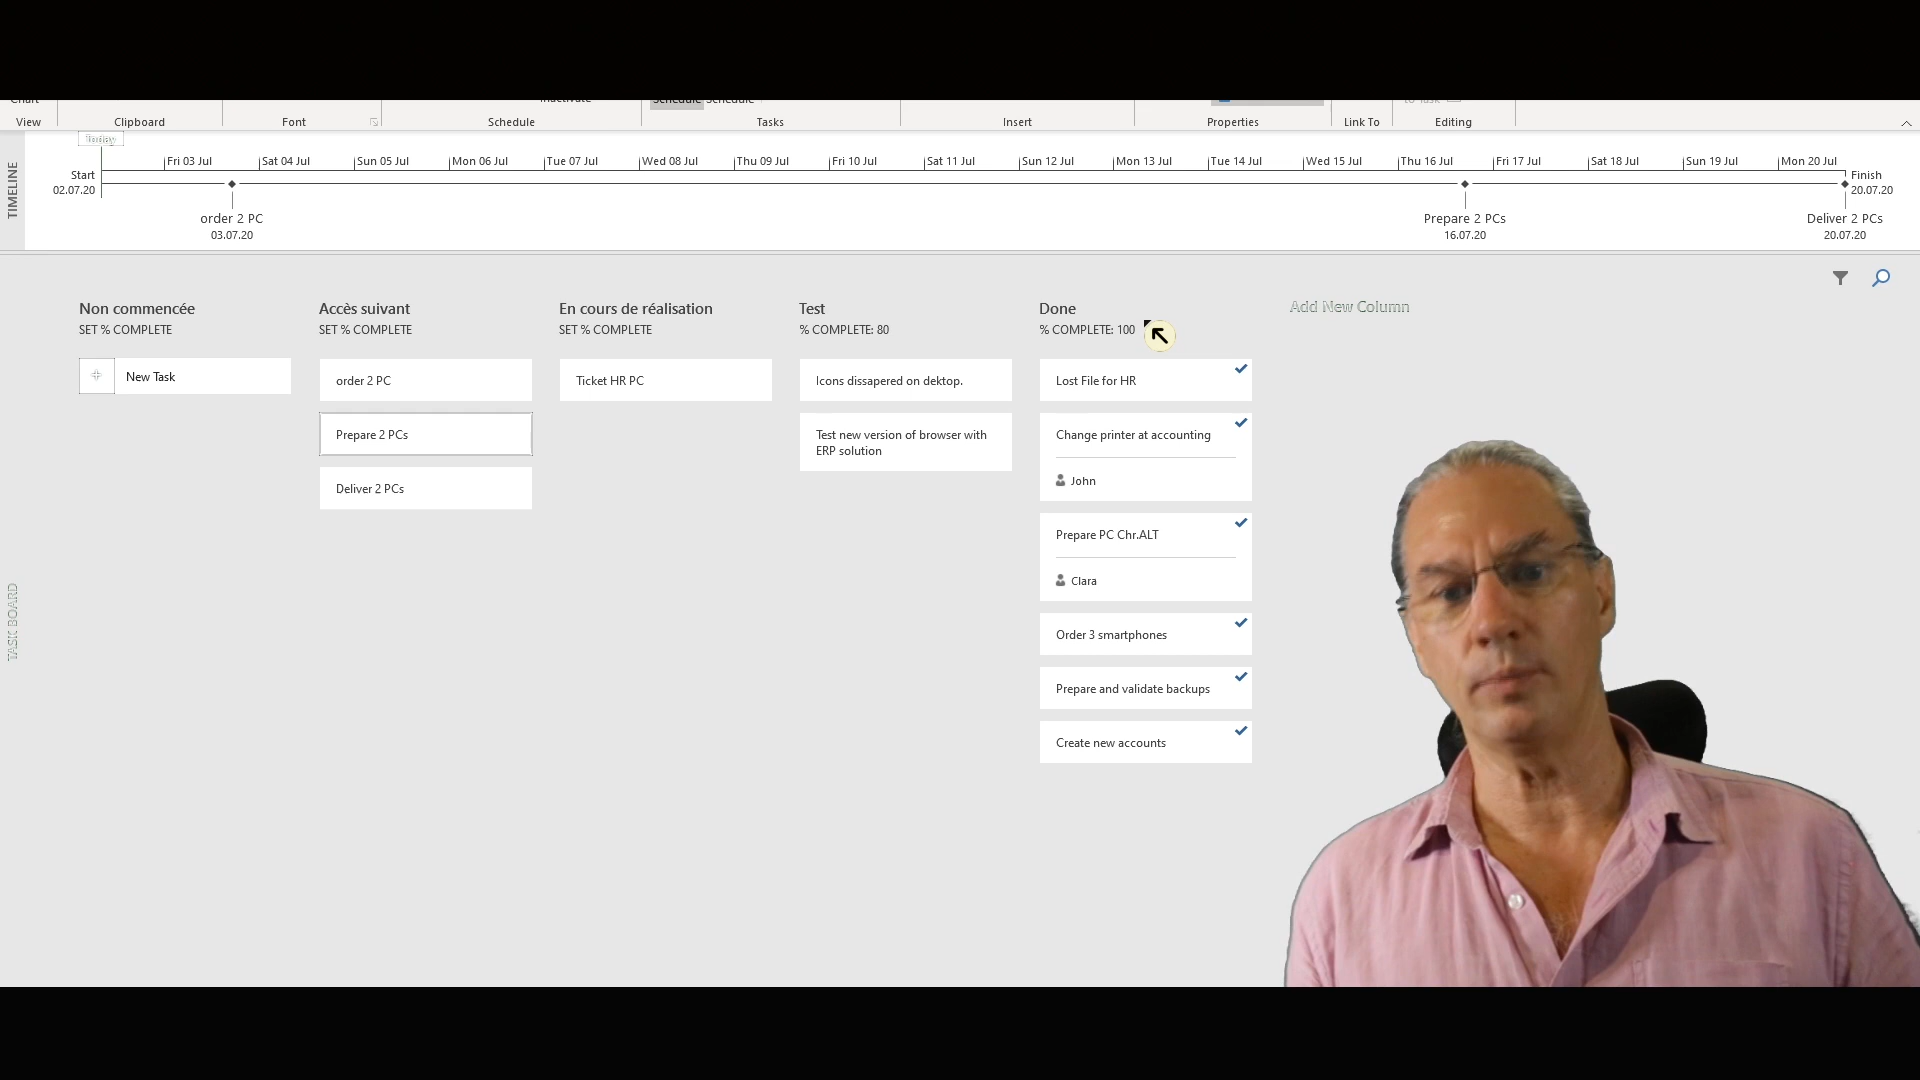 View Clipboard Font Schedule Tasks Insert Properties Link To Editing
Today
Fri 03 Jul Sat 04 Jul Sun 05 Jul Mon 06 Jul Tue 07 Jul Wed 08 Jul Thu 09 Jul Fri 10 Jul Sat 11 Jul Sun 12 Jul Mon 13 Jul Tue 14 Jul Wed 15 Jul Thu 16 Jul Fri 17 Jul Sat 18 Jul Sun 19 Jul Mon 20 Jul
TIMELINE
Start
02.07.20
Finish
20.07.20
order 2 PC
03.07.20
Prepare 2 PCs
16.07.20
Deliver 2 PCs
20.07.20
TASK BOARD
Non commencée
SET % COMPLETE
New Task
Accès suivant
SET % COMPLETE
order 2 PC
Prepare 2 PCs
Deliver 2 PCs
En cours de réalisation
SET % COMPLETE
Ticket HR PC
Test
% COMPLETE: 80
Icons dissapered on dektop.
Test new version of browser with
ERP solution
Done
% COMPLETE: 100
Lost File for HR
Change printer at accounting
John
Prepare PC Chr.ALT
Clara
Order 3 smartphones
Prepare and validate backups
Create new accounts
Add New Column